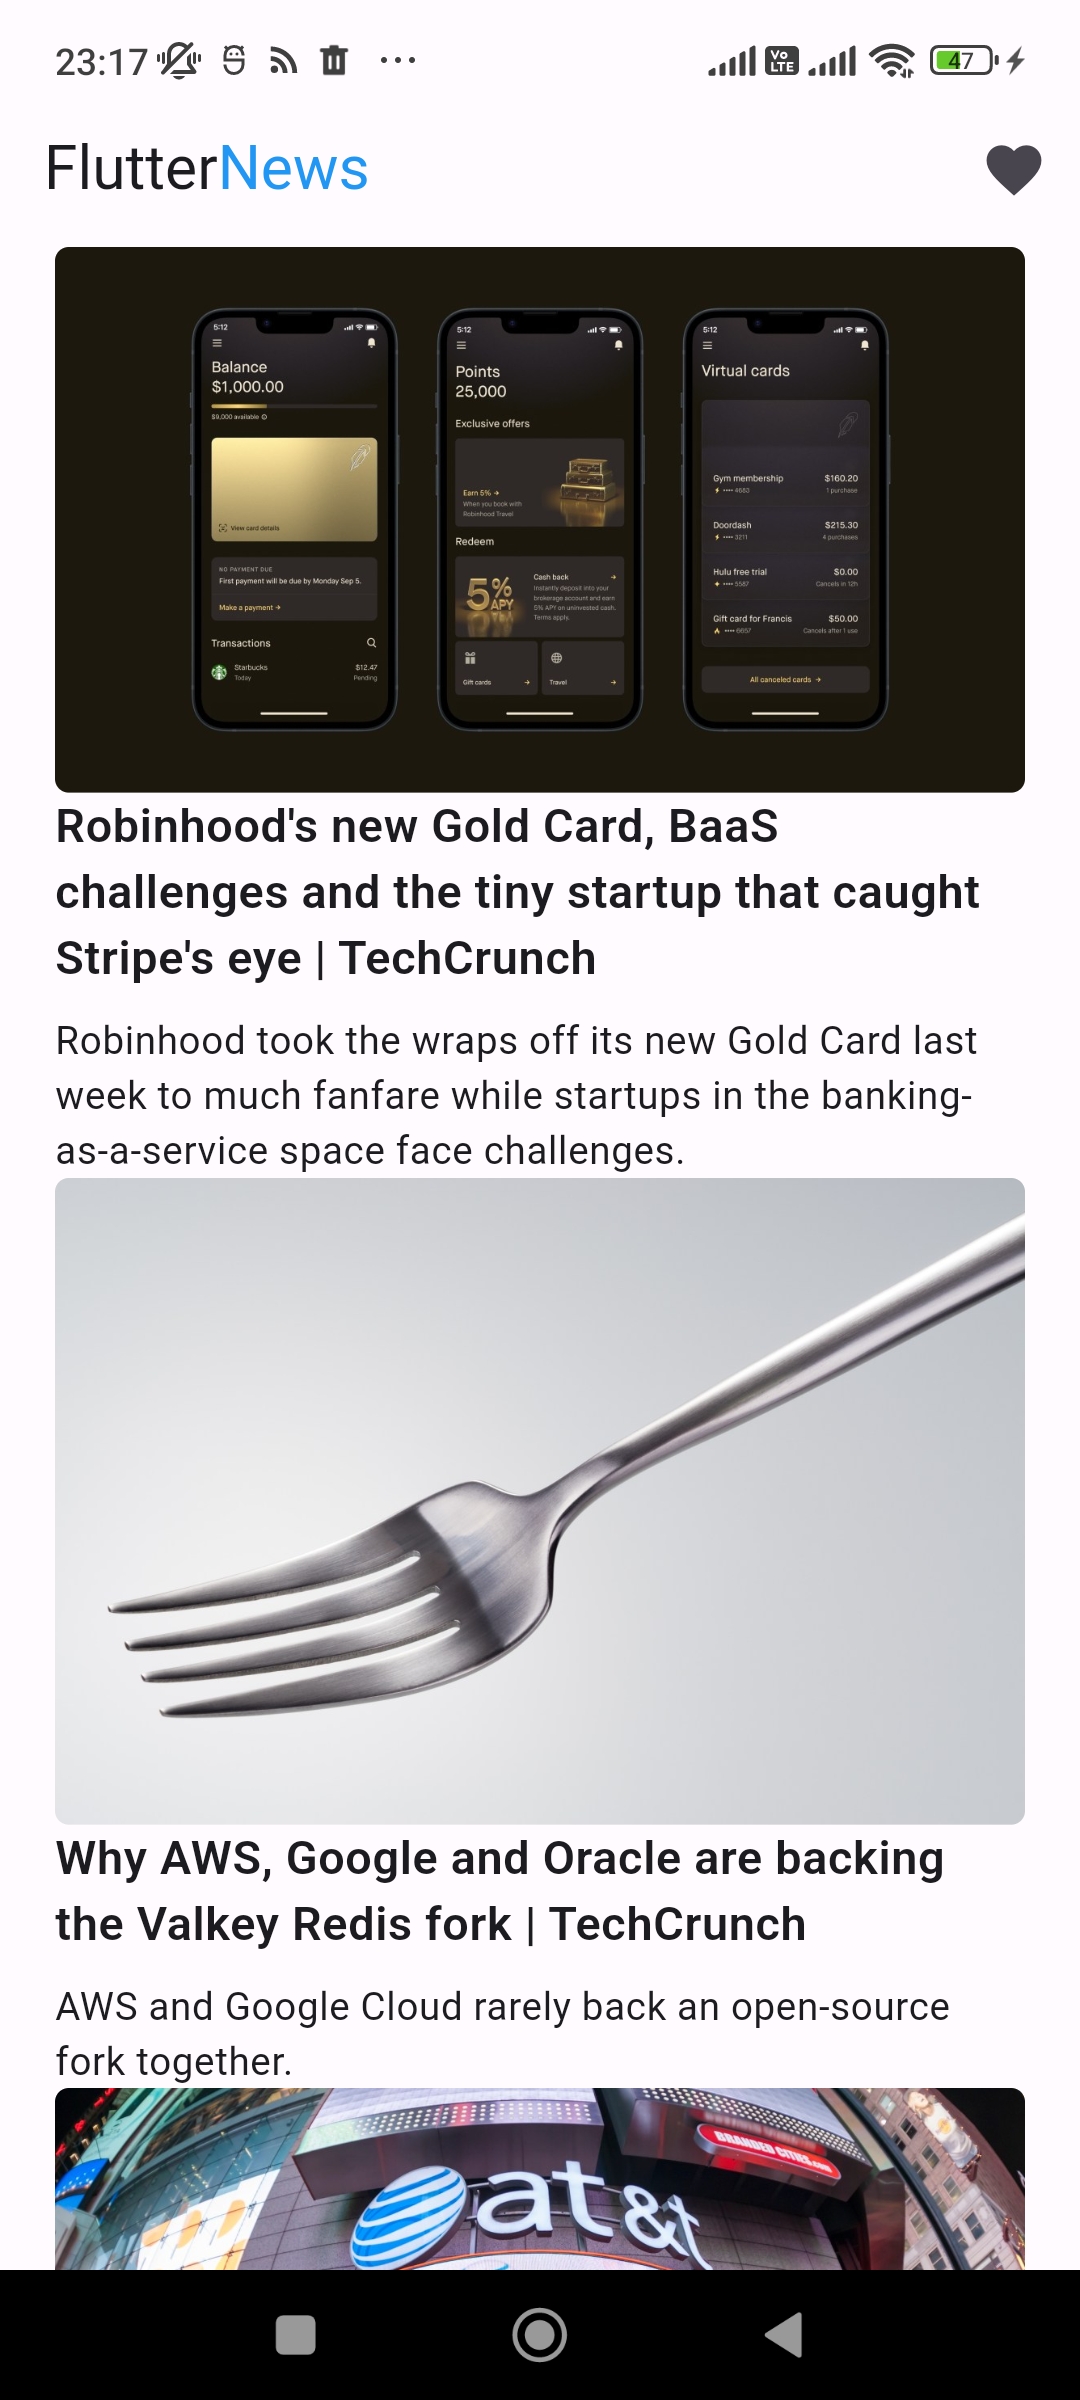 23:17
Vo
LTE
47
FlutterNews
5:12
Balance
$1,000.00
$9,000 available
View card details
NO PAYMENT DUE
First payment will be due by Monday Sep 5.
Make a payment →
Transactions
Starbucks
$12.47
Today
Pending
5:12
Points
25,000
Exclusive offers
Earn 5% →
When you book with
Robinhood Travel
Redeem
5% APY
Cash back →
Instantly deposit into your
brokerage account and earn
5% APY on uninvested cash.
Terms apply.
Gift cards →
Travel →
5:12
Virtual cards
Gym membership
$160.20
•••• 4683
1 purchase
Doordash
$215.30
•••• 3211
4 purchases
Hulu free trial
$0.00
•••• 5587
Cancels in 12h
Gift card for Francis
$50.00
•••• 6657
Cancels after 1 use
All canceled cards →
Robinhood's new Gold Card, BaaS
challenges and the tiny startup that caught
Stripe's eye | TechCrunch
Robinhood took the wraps off its new Gold Card last
week to much fanfare while startups in the banking-
as-a-service space face challenges.
Why AWS, Google and Oracle are backing
the Valkey Redis fork | TechCrunch
AWS and Google Cloud rarely back an open-source
fork together.
BRANDED CITIES.com
at&t